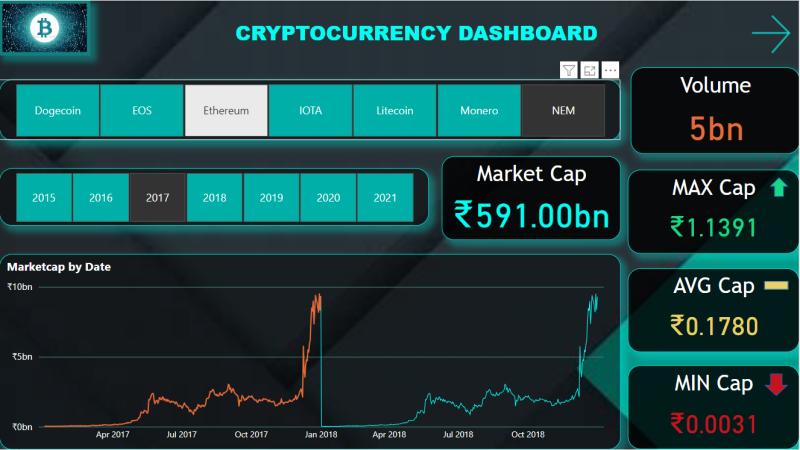 CRYPTOCURRENCY DASHBOARD
Dogecoin EOS Ethereum IOTA Litecoin Monero NEM
Volume
5bn
2015 2016 2017 2018 2019 2020 2021
Market Cap
₹591.00bn
MAX Cap
₹1.1391
Marketcap by Date
₹10bn
₹5bn
₹0bn
Apr 2017 Jul 2017 Oct 2017 Jan 2018 Apr 2018 Jul 2018 Oct 2018
AVG Cap
₹0.1780
MIN Cap
₹0.0031